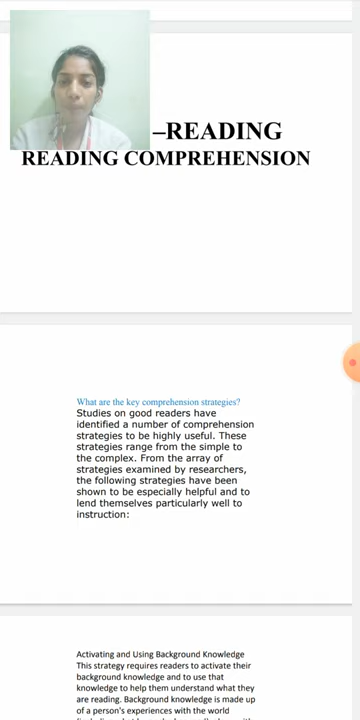 –READING
READING COMPREHENSION
What are the key comprehension strategies?
Studies on good readers have
identified a number of comprehension
strategies to be highly useful. These
strategies range from the simple to
the complex. From the array of
strategies examined by researchers,
the following strategies have been
shown to be especially helpful and to
lend themselves particularly well to
instruction:
Activating and Using Background Knowledge
This strategy requires readers to activate their
background knowledge and to use that
knowledge to help them understand what they
are reading. Background knowledge is made up
of a person's experiences with the world